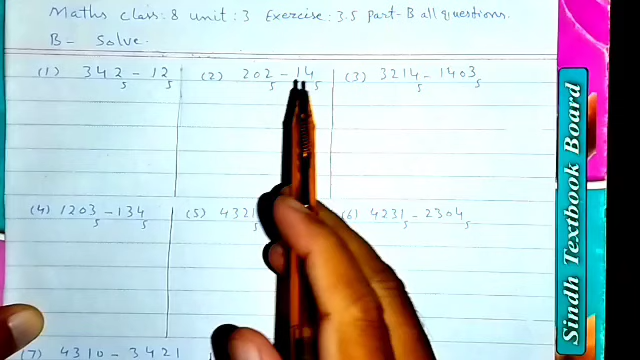 Maths class: 8 unit: 3 Exercise: 3.5 part-B all questions.
B- Solve.
(1) 342₅ - 12₅
(2) 202₅ - 14₅
(3) 3214₅ - 1403₅
(4) 1203₅ - 134₅
(5) 4321₅
(6) 4231₅ - 2304₅
(7) 4310 - 3421
Sindh Textbook Board